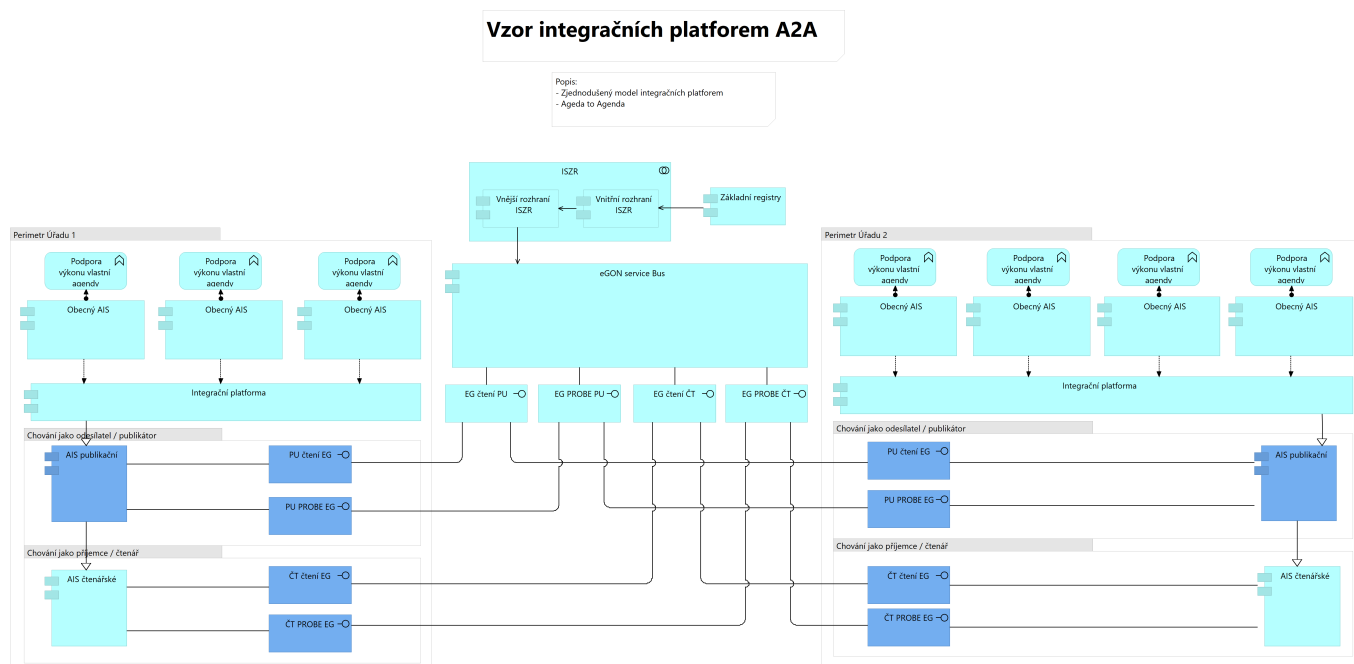 Vzor integračních platforem A2A
Popis:
- Zjednodušený model integračních platforem
- Ageda to Agenda
ISZR
Vnější rozhraní
ISZR
Vnitřní rozhraní
ISZR
Základní registry
Perimetr Úřadu 1
Podpora
výkonu vlastní
agendy
Podpora
výkonu vlastní
agendy
Podpora
výkonu vlastní
agendy
Obecný AIS
Obecný AIS
Obecný AIS
Integrační platforma
Chování jako odesílatel / publikátor
AIS publikační
PU čtení EG
PU PROBE EG
Chování jako příjemce / čtenář
AIS čtenářské
ČT čtení EG
ČT PROBE EG
eGON service Bus
EG čtení PU
EG PROBE PU
EG čtení ČT
EG PROBE ČT
Perimetr Úřadu 2
Podpora
výkonu vlastní
agendy
Podpora
výkonu vlastní
agendy
Podpora
výkonu vlastní
agendy
Podpora
výkonu vlastní
agendy
Obecný AIS
Obecný AIS
Obecný AIS
Obecný AIS
Integrační platforma
Chování jako odesílatel / publikátor
PU čtení EG
PU PROBE EG
AIS publikační
Chování jako příjemce / čtenář
ČT čtení EG
ČT PROBE EG
AIS čtenářské